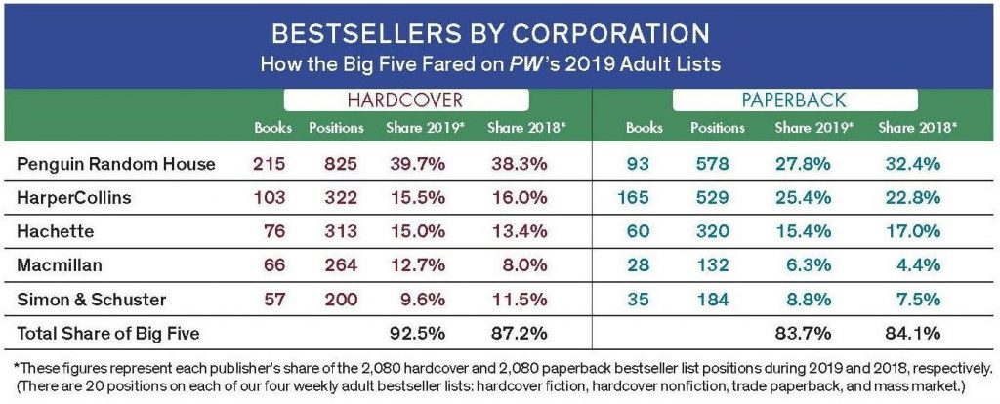 BESTSELLERS BY CORPORATION
How the Big Five Fared on PW's 2019 Adult Lists
HARDCOVER PAPERBACK
Books Positions Share 2019* Share 2018* Books Positions Share 2019* Share 2018*
Penguin Random House 215 825 39.7% 38.3% 93 578 27.8% 32.4%
HarperCollins 103 322 15.5% 16.0% 165 529 25.4% 22.8%
Hachette 76 313 15.0% 13.4% 60 320 15.4% 17.0%
Macmillan 66 264 12.7% 8.0% 28 132 6.3% 4.4%
Simon & Schuster 57 200 9.6% 11.5% 35 184 8.8% 7.5%
Total Share of Big Five 92.5% 87.2% 83.7% 84.1%
*These figures represent each publisher's share of the 2,080 hardcover and 2,080 paperback bestseller list positions during 2019 and 2018, respectively.
(There are 20 positions on each of our four weekly adult bestseller lists: hardcover fiction, hardcover nonfiction, trade paperback, and mass market.)